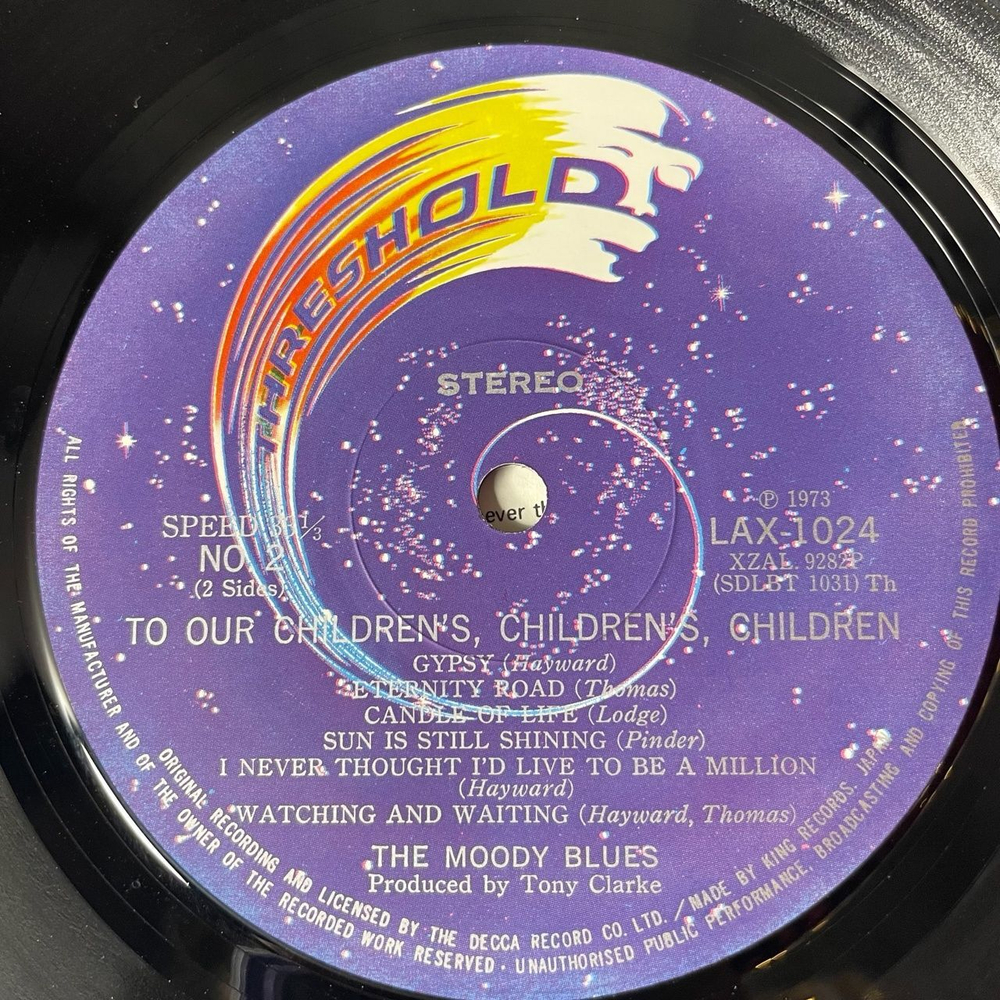 THRESHOLD
STEREO
ever
SPEED 33 1/3
NO. 2
(2 Sides)
℗ 1973
LAX-1024
XZAL. 9282P
(SDLBT 1031) Th
TO OUR CHILDREN'S, CHILDREN'S, CHILDREN
GYPSY (Hayward)
ETERNITY ROAD (Thomas)
CANDLE OF LIFE (Lodge)
SUN IS STILL SHINING (Pinder)
I NEVER THOUGHT I'D LIVE TO BE A MILLION
(Hayward)
WATCHING AND WAITING (Hayward, Thomas)
THE MOODY BLUES
Produced by Tony Clarke
ORIGINAL RECORDING AND LICENSED BY THE DECCA RECORD CO. LTD. / MADE BY KING RECORDS, JAPAN
ALL RIGHTS OF THE MANUFACTURER AND OF THE OWNER OF THE RECORDED WORK RESERVED · UNAUTHORISED PUBLIC PERFORMANCE, BROADCASTING AND COPYING OF THIS RECORD PROHIBITED